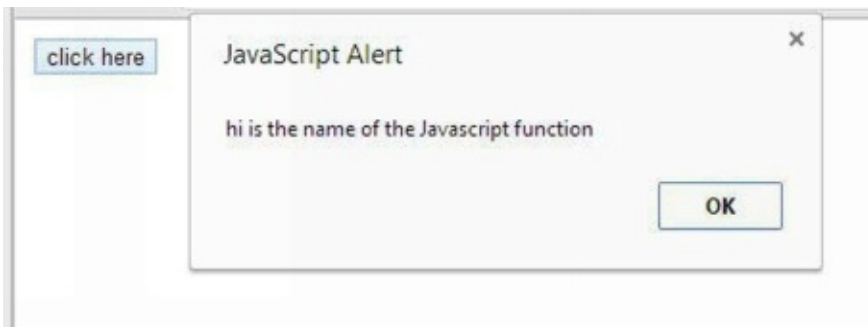 click here
JavaScript Alert
×
hi is the name of the Javascript function
OK